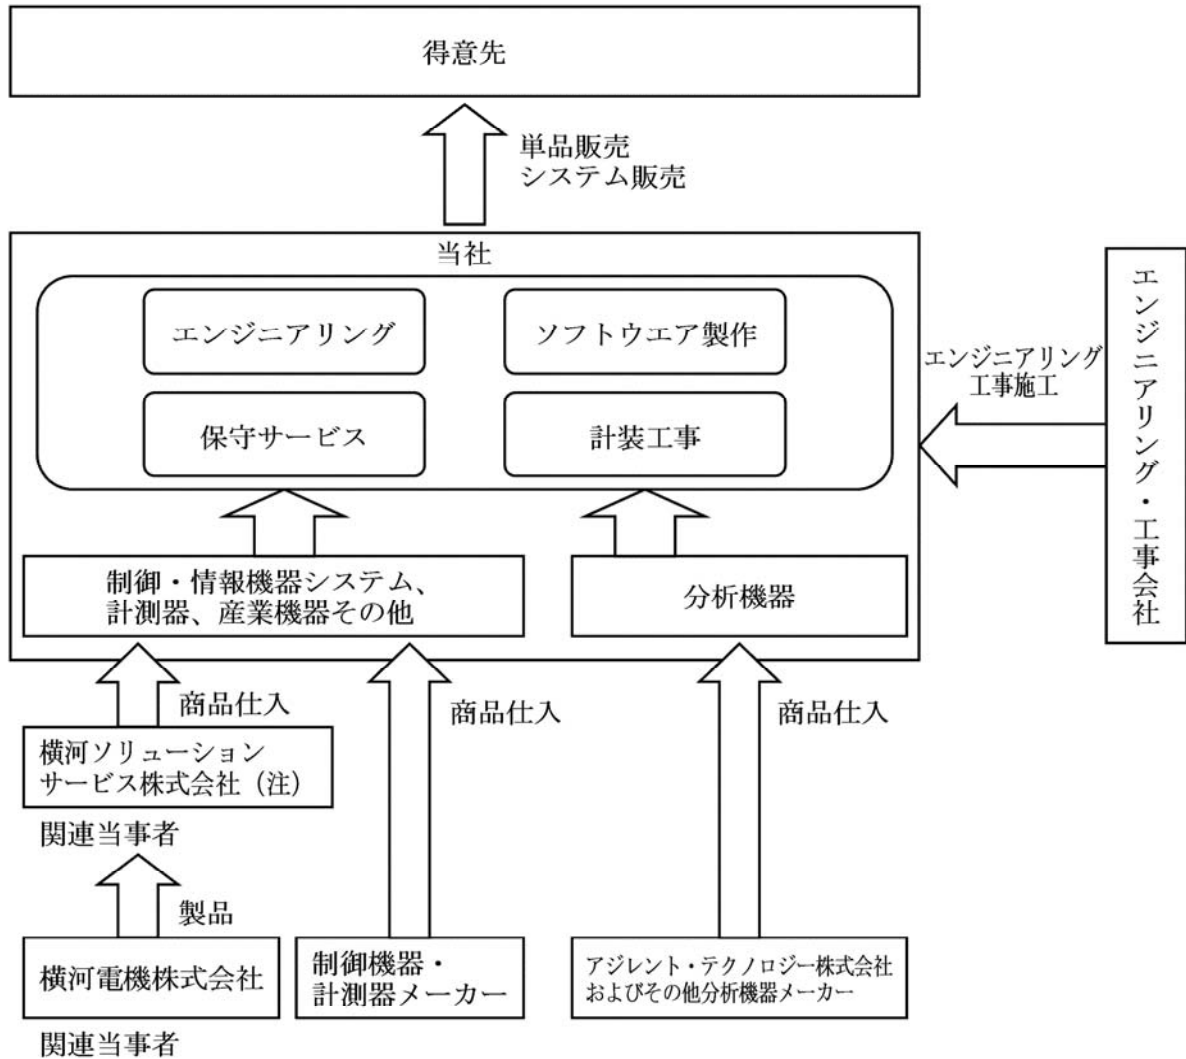 得意先
単品販売
システム販売
当社
エンジニアリング
ソフトウエア製作
保守サービス
計装工事
エンジニアリング
工事施工
エンジニアリング・工事会社
制御・情報機器システム、
計測器、産業機器その他
分析機器
商品仕入
商品仕入
商品仕入
横河ソリューション
サービス株式会社（注）
関連当事者
製品
横河電機株式会社
関連当事者
制御機器・
計測器メーカー
アジレント・テクノロジー株式会社
およびその他分析機器メーカー